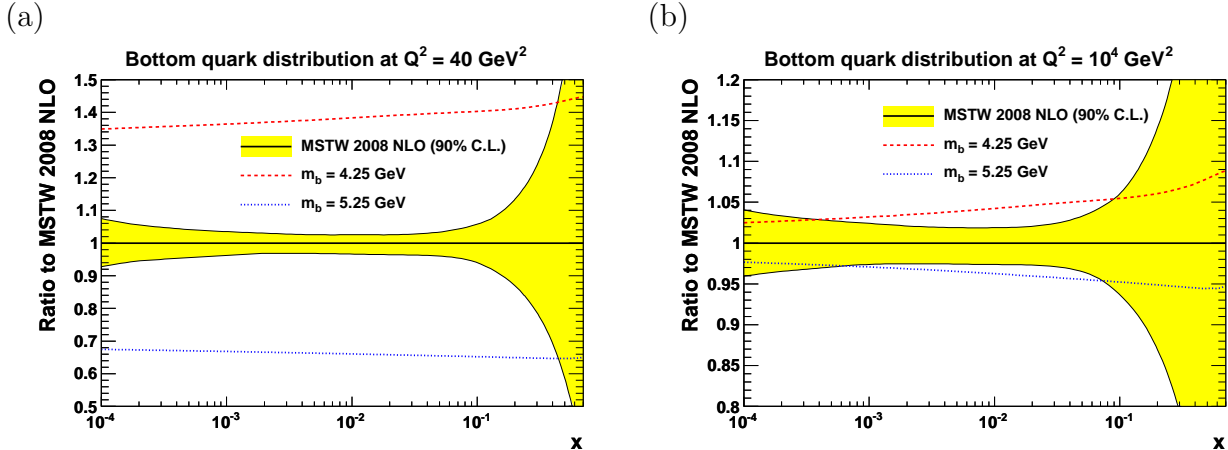 (a)
Bottom quark distribution at Q² = 40 GeV²
Ratio to MSTW 2008 NLO
1.5
1.4
1.3
1.2
1.1
1
0.9
0.8
0.7
0.6
0.5
MSTW 2008 NLO (90% C.L.)
m_b = 4.25 GeV
m_b = 5.25 GeV
10⁻⁴ 10⁻³ 10⁻² 10⁻¹
x
(b)
Bottom quark distribution at Q² = 10⁴ GeV²
Ratio to MSTW 2008 NLO
1.2
1.15
1.1
1.05
1
0.95
0.9
0.85
0.8
MSTW 2008 NLO (90% C.L.)
m_b = 4.25 GeV
m_b = 5.25 GeV
10⁻⁴ 10⁻³ 10⁻² 10⁻¹
x